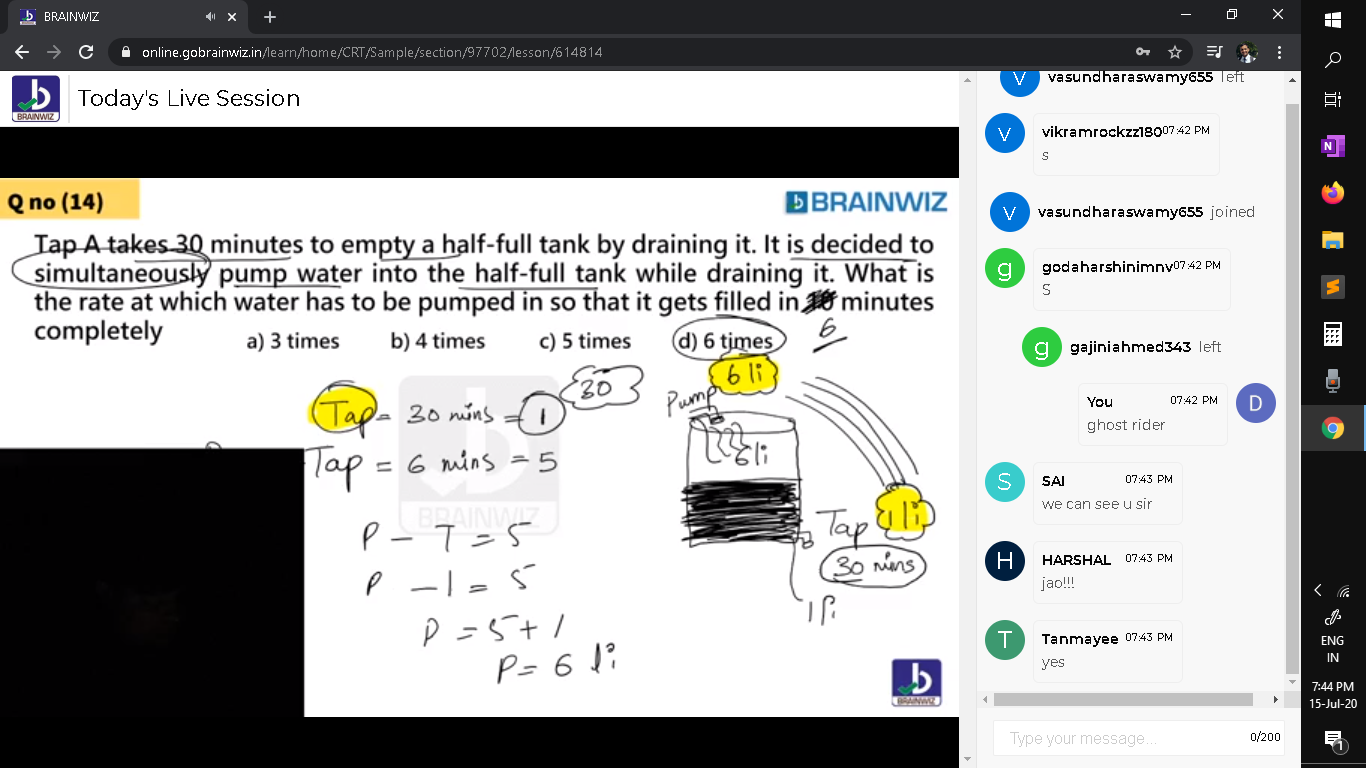 BRAINWIZ
online.gobrainwiz.in/learn/home/CRT/Sample/section/97702/lesson/614814
BRAINWIZ
Today's Live Session
Q no (14)
BRAINWIZ
Tap A takes 30 minutes to empty a half-full tank by draining it. It is decided to
simultaneously pump water into the half-full tank while draining it. What is
the rate at which water has to be pumped in so that it gets filled in minutes
completely
6
a) 3 times b) 4 times c) 5 times d) 6 times
Tap = 30 mins = 1
30
-Tap = 6 mins = 5
P - T = 5
P - 1 = 5
P = 5 + 1
P = 6 li
6 li
Pump
6 li
Tap
1 li
30 mins
1 li
BRAINWIZ
BRAINWIZ
V
vasundharaswamy655 left
V
vikramrockzz180 07:42 PM
s
V
vasundharaswamy655 joined
g
godaharshinimnv 07:42 PM
S
g
gajiniahmed343 left
You 07:42 PM
ghost rider
D
S
SAI 07:43 PM
we can see u sir
H
HARSHAL 07:43 PM
jao!!!
T
Tanmayee 07:43 PM
yes
Type your message... 0/200
N
ENG
IN
7:44 PM
15-Jul-20
1